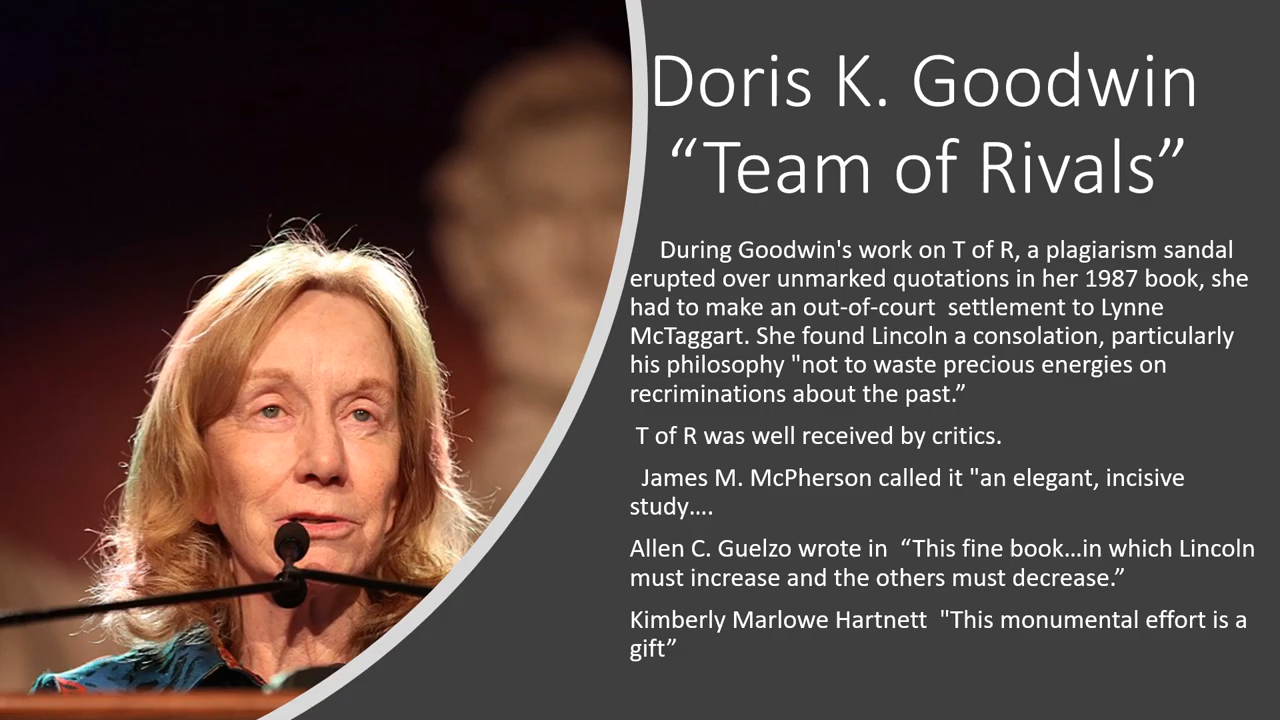 Doris K. Goodwin
“Team of Rivals”
During Goodwin's work on T of R, a plagiarism sandal
erupted over unmarked quotations in her 1987 book, she
had to make an out-of-court settlement to Lynne
McTaggart. She found Lincoln a consolation, particularly
his philosophy "not to waste precious energies on
recriminations about the past.”
T of R was well received by critics.
James M. McPherson called it "an elegant, incisive
study….
Allen C. Guelzo wrote in “This fine book…in which Lincoln
must increase and the others must decrease.”
Kimberly Marlowe Hartnett "This monumental effort is a
gift”